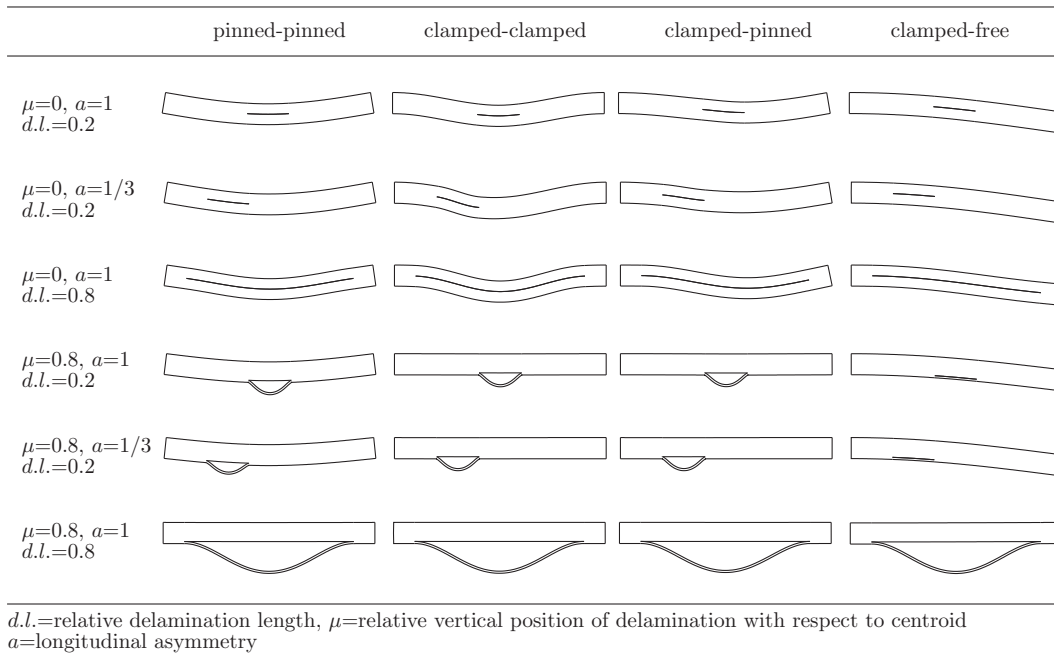 pinned-pinned clamped-clamped clamped-pinned clamped-free
μ=0, a=1
d.l.=0.2
μ=0, a=1/3
d.l.=0.2
μ=0, a=1
d.l.=0.8
μ=0.8, a=1
d.l.=0.2
μ=0.8, a=1/3
d.l.=0.2
μ=0.8, a=1
d.l.=0.8
d.l.=relative delamination length, μ=relative vertical position of delamination with respect to centroid
a=longitudinal asymmetry